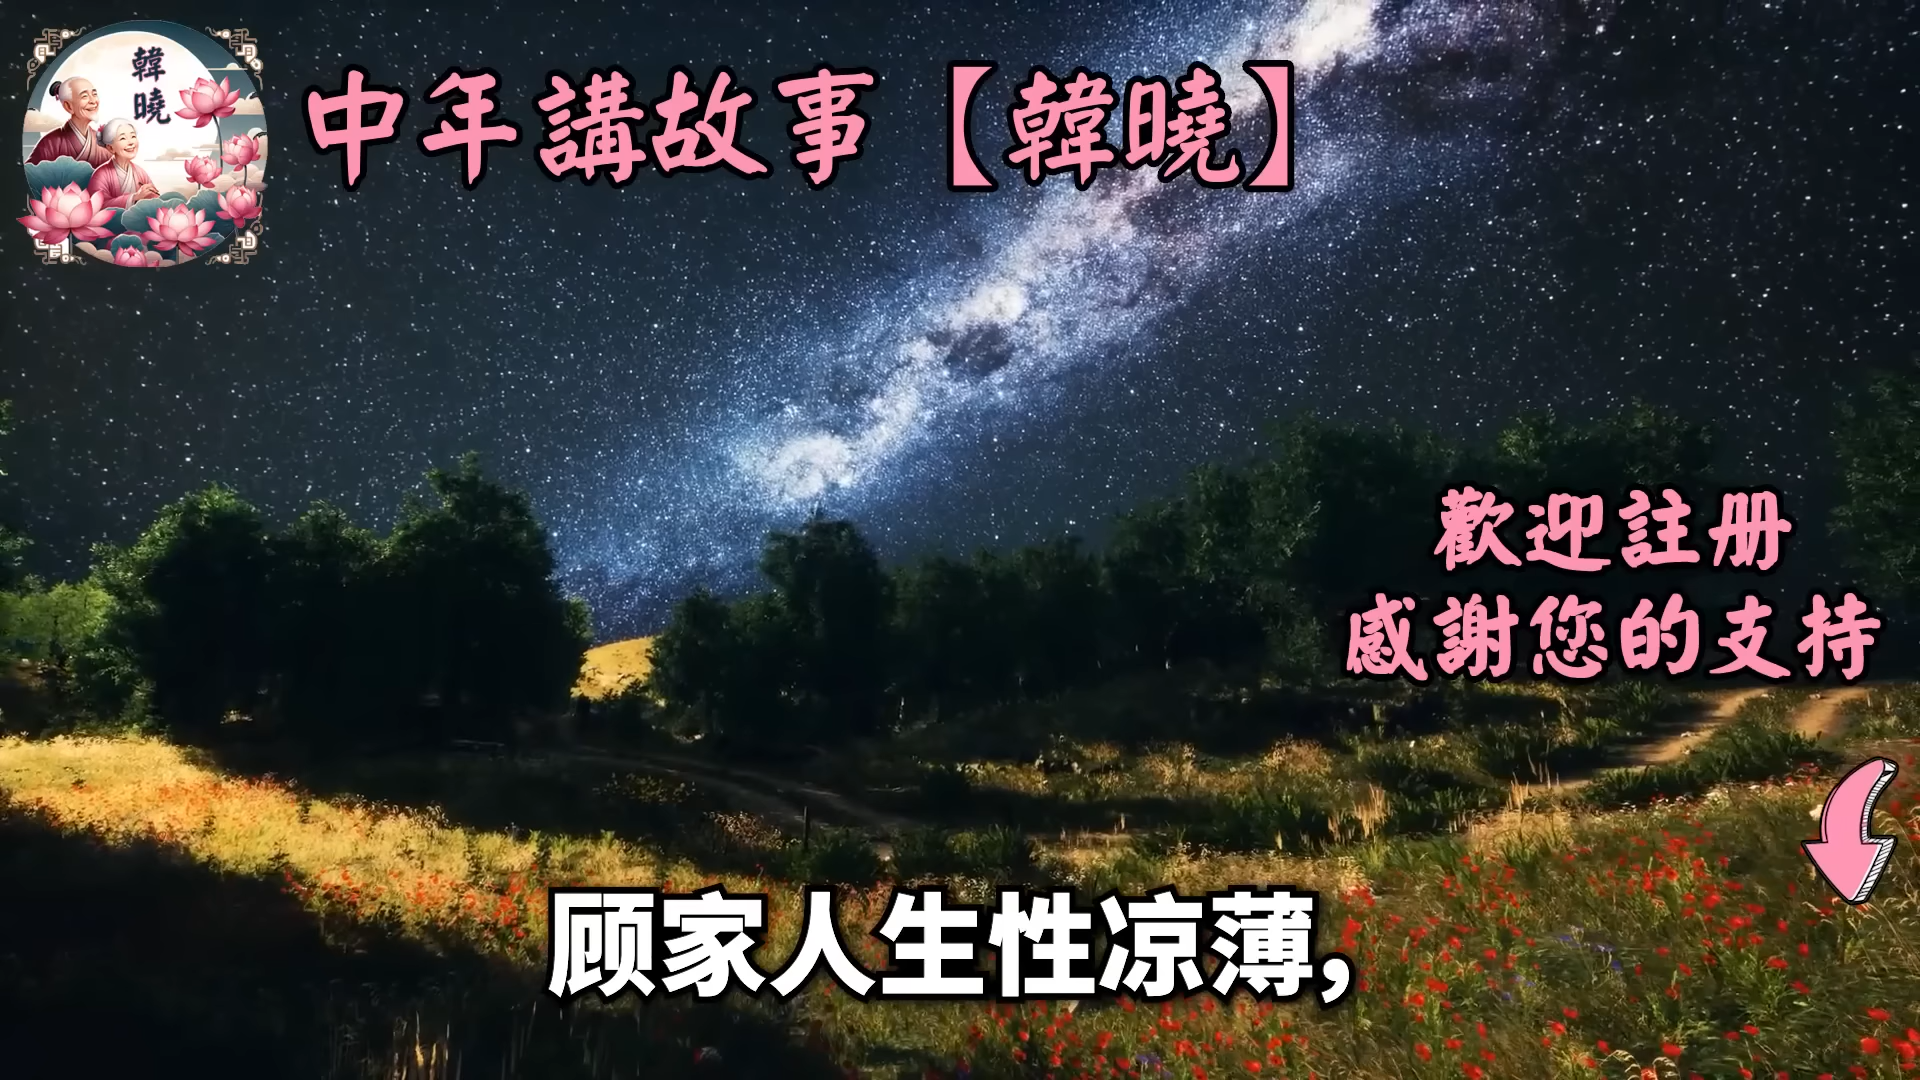 韓曉
中年講故事【韓曉】
歡迎註册
感謝您的支持
顾家人生性凉薄,